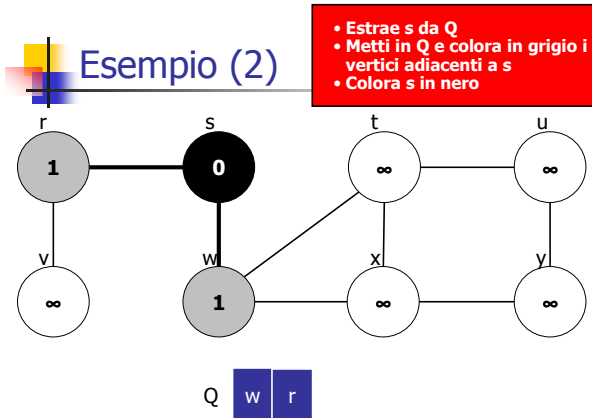 Esempio (2)
• Estrae s da Q
• Metti in Q e colora in grigio i
vertici adiacenti a s
• Colora s in nero
r s t u
1 0 ∞ ∞
v w x y
∞ 1 ∞ ∞
Q w r